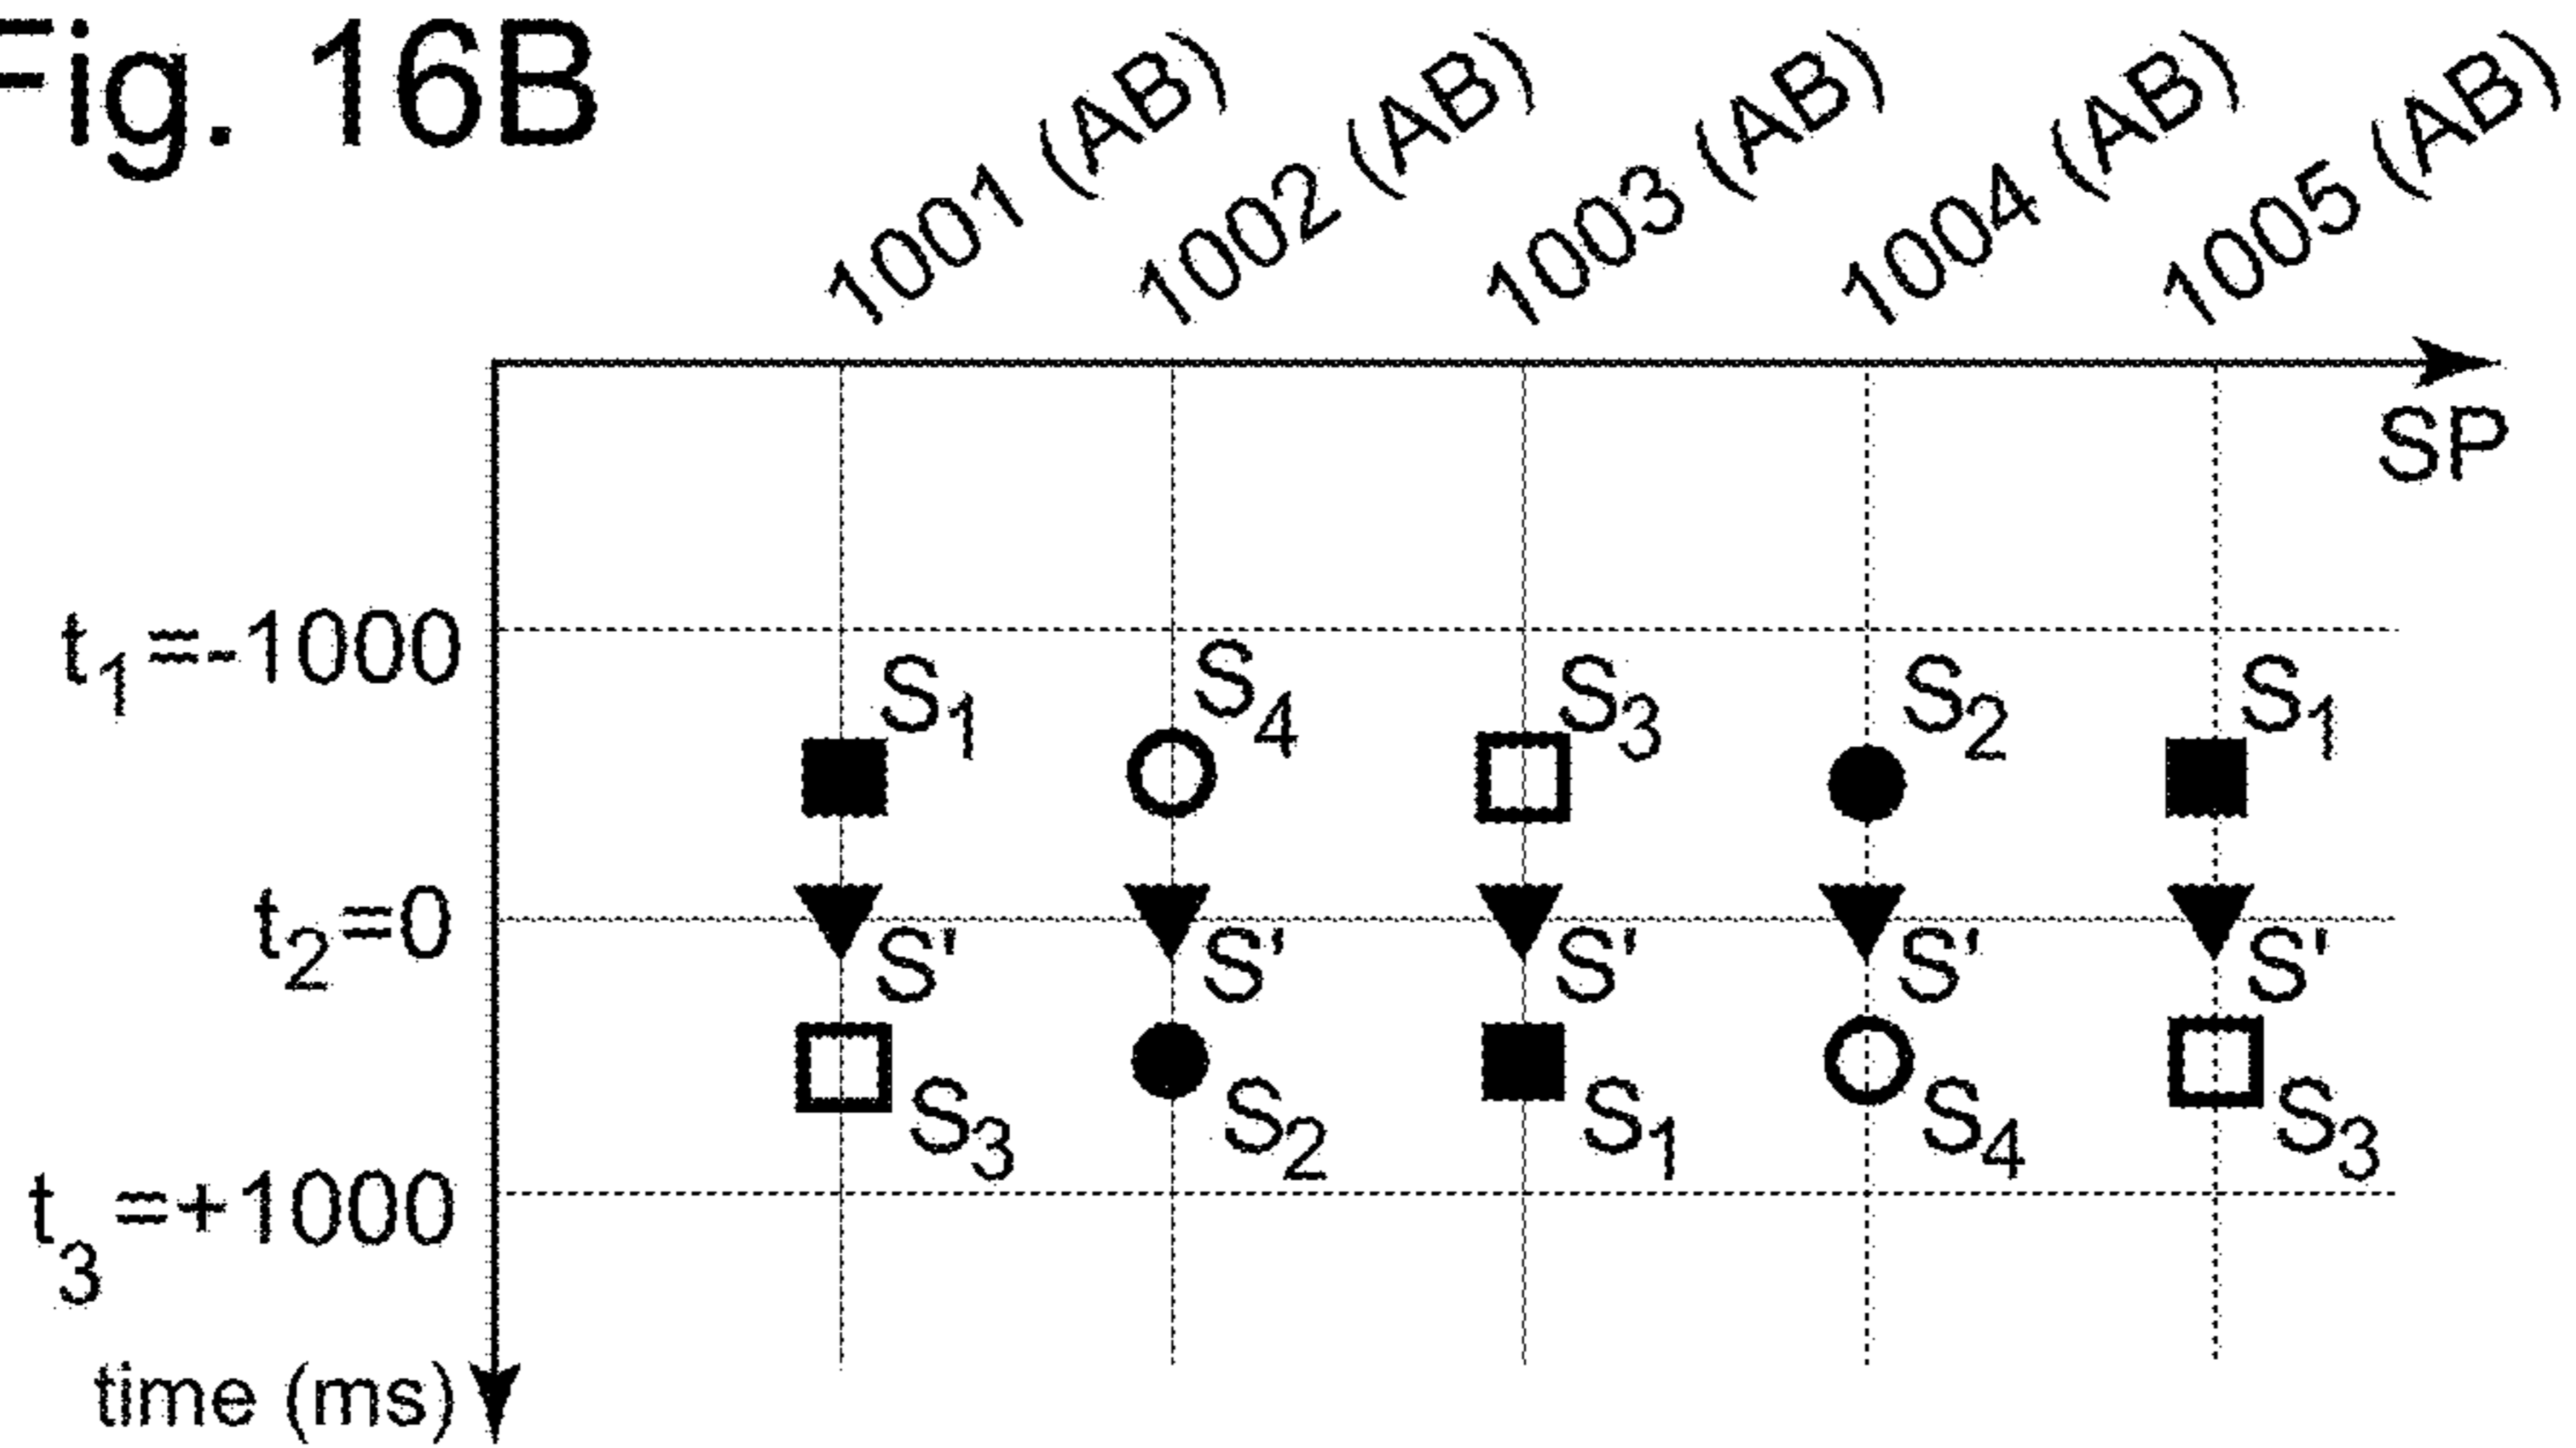 Fig. 16B
1001 (AB) 1002 (AB) 1003 (AB) 1004 (AB) 1005 (AB)
SP
t1=-1000
S1 S4 S3 S2 S1
t2=0
S' S' S' S' S'
S3 S2 S1 S4 S3
t3=+1000
time (ms)